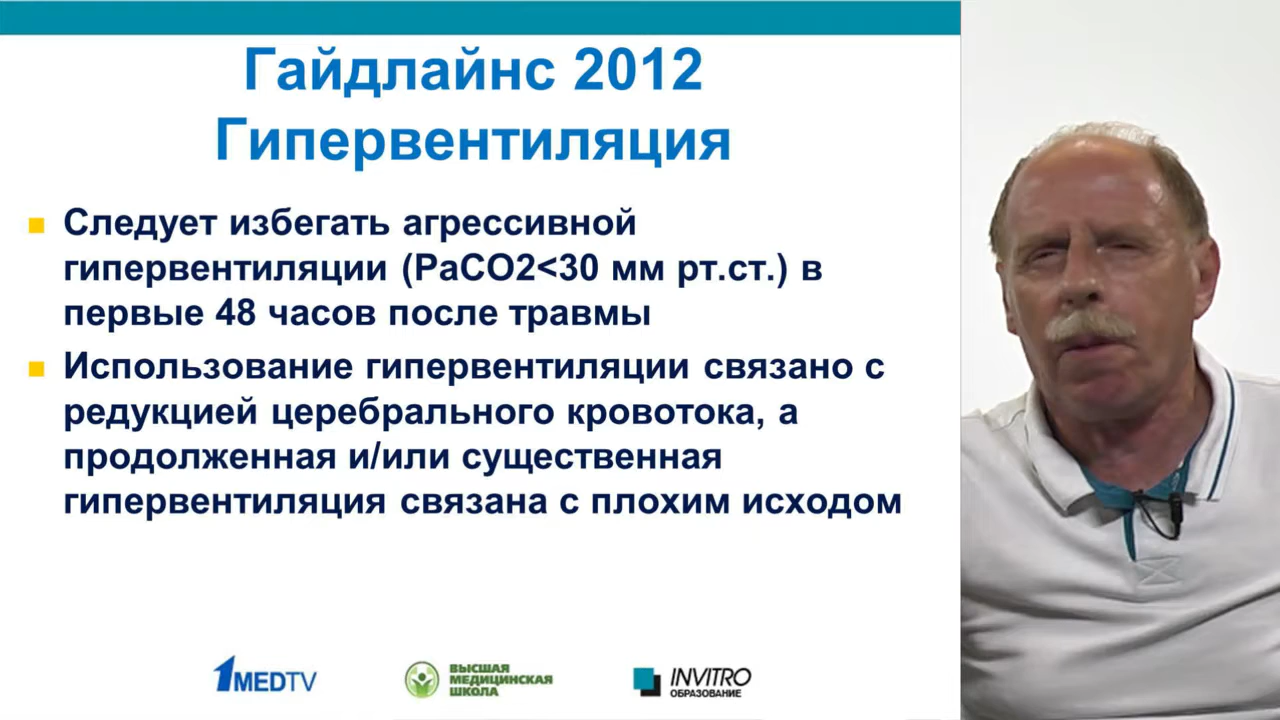 Гайдлайнс 2012
Гипервентиляция
Следует избегать агрессивной
гипервентиляции (PaCO2<30 мм рт.ст.) в
первые 48 часов после травмы
Использование гипервентиляции связано с
редукцией церебрального кровотока, а
продолженная и/или существенная
гипервентиляция связана с плохим исходом
1MEDTV
ВЫСШАЯ
МЕДИЦИНСКАЯ
ШКОЛА
INVITRO
ОБРАЗОВАНИЕ